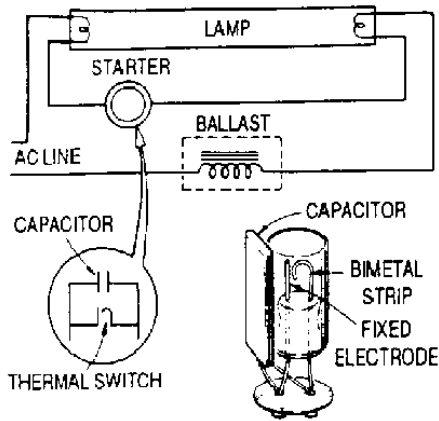 LAMP
STARTER
BALLAST
AC LINE
CAPACITOR
CAPACITOR
BIMETAL
STRIP
FIXED
ELECTRODE
THERMAL SWITCH